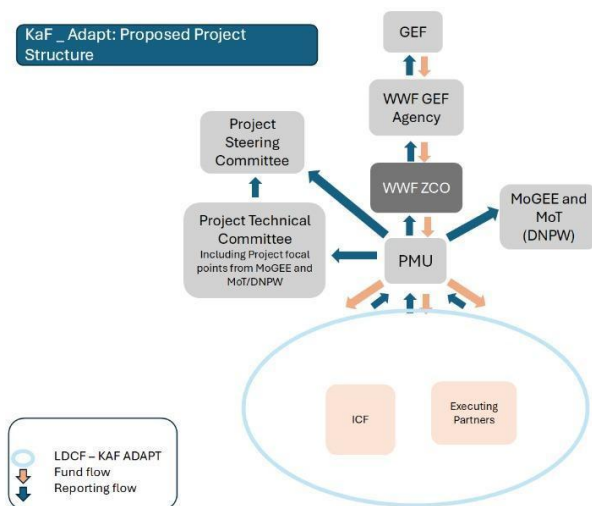 KaF _ Adapt: Proposed Project
Structure
GEF
WWF GEF
Agency
Project
Steering
Committee
WWF ZCO
MoGEE and
MoT
(DNPW)
Project Technical
Committee
Including Project focal
points from MoGEE and
MoT/DNPW
PMU
ICF
Executing
Partners
LDCF – KAF ADAPT
Fund flow
Reporting flow